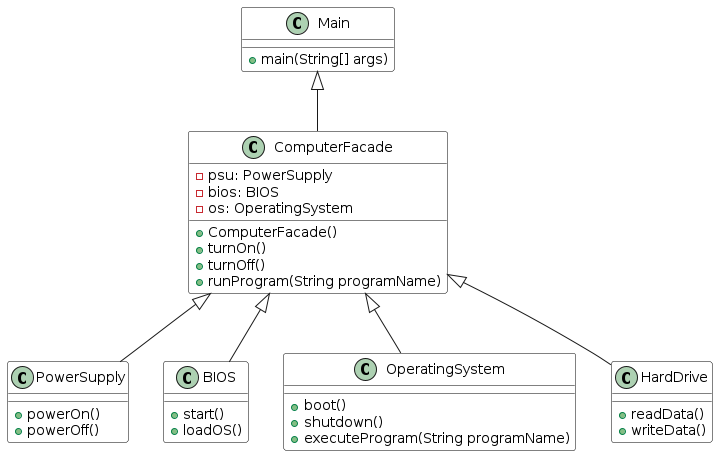 C Main
main(String[] args)
C ComputerFacade
psu: PowerSupply
bios: BIOS
os: OperatingSystem
ComputerFacade()
turnOn()
turnOff()
runProgram(String programName)
C PowerSupply
powerOn()
powerOff()
C BIOS
start()
loadOS()
C OperatingSystem
boot()
shutdown()
executeProgram(String programName)
C HardDrive
readData()
writeData()